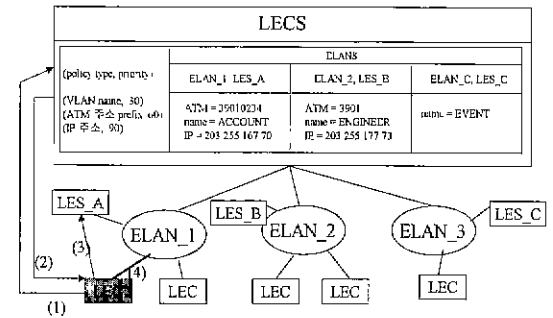 LECS
ELANS
(policy type, priority)
ELAN_1 LES_A
ELAN_2, LES_B
ELAN_C, LES_C
(VLAN name, 30)
(ATM 주소 prefix, 60)
(IP 주소, 90)
ATM = 39010234
name = ACCOUNT
IP = 203 255 167 70
ATM = 3901
name = ENGINEER
IP = 203 255 177 73
name = EVENT
LES_A
LES_B
LES_C
ELAN_1
ELAN_2
ELAN_3
(3)
(2)
(4)
LEC
LEC
LEC
LEC
(1)